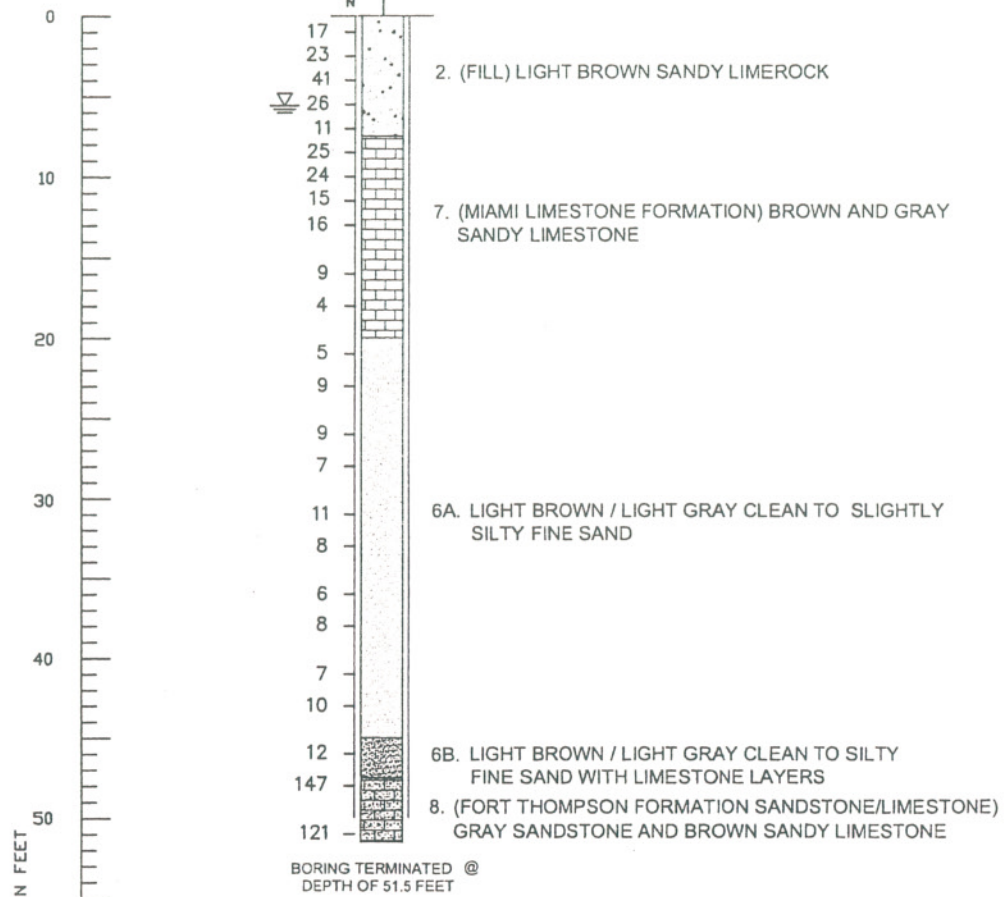 N
0
17
23
41
26
11
2. (FILL) LIGHT BROWN SANDY LIMEROCK
25
24
10
15
16
7. (MIAMI LIMESTONE FORMATION) BROWN AND GRAY
SANDY LIMESTONE
9
4
20
5
9
9
7
30
11
8
6A. LIGHT BROWN / LIGHT GRAY CLEAN TO SLIGHTLY
SILTY FINE SAND
6
8
40
7
10
12
6B. LIGHT BROWN / LIGHT GRAY CLEAN TO SILTY
FINE SAND WITH LIMESTONE LAYERS
147
8. (FORT THOMPSON FORMATION SANDSTONE/LIMESTONE)
GRAY SANDSTONE AND BROWN SANDY LIMESTONE
50
121
BORING TERMINATED @
DEPTH OF 51.5 FEET
N FEET